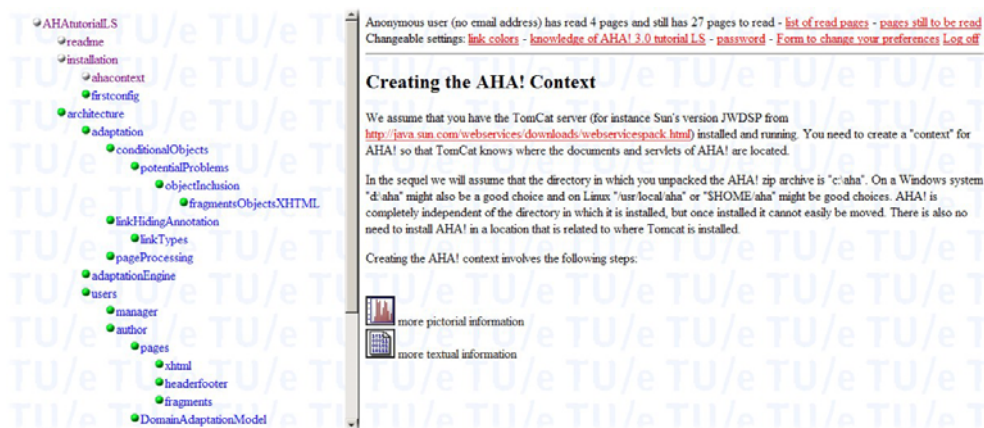 AHAtutorialLS
readme
installation
ahacontext
firstconfig
architecture
adaptation
conditionalObjects
potentialProblems
objectInclusion
fragmentsObjectsXHTML
linkHidingAnnotation
linkTypes
pageProcessing
adaptationEngine
users
manager
author
pages
xhtml
headerfooter
fragments
DomainAdaptationModel
Anonymous user (no email address) has read 4 pages and still has 27 pages to read - list of read pages - pages still to be read
Changeable settings: link colors - knowledge of AHA! 3.0 tutorial LS - password - Form to change your preferences Log off
Creating the AHA! Context
We assume that you have the TomCat server (for instance Sun's version JWDSP from
http://java.sun.com/webservices/downloads/webservicespack.html) installed and running. You need to create a "context" for
AHA! so that TomCat knows where the documents and servlets of AHA! are located.
In the sequel we will assume that the directory in which you unpacked the AHA! zip archive is "c:\aha". On a Windows system
"d:\aha" might also be a good choice and on Linux "/usr/local/aha" or "$HOME/aha" might be good choices. AHA! is
completely independent of the directory in which it is installed, but once installed it cannot easily be moved. There is also no
need to install AHA! in a location that is related to where Tomcat is installed.
Creating the AHA! context involves the following steps:
more pictorial information
more textual information